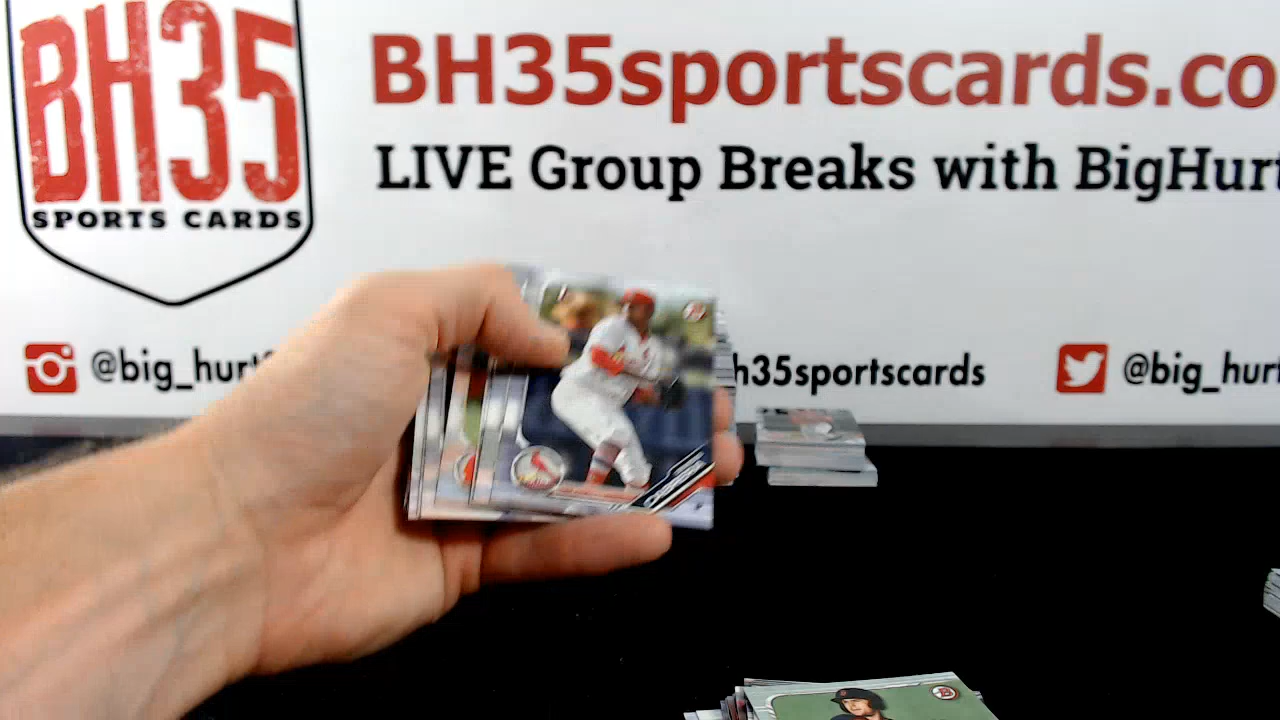 BH35
SPORTS CARDS
BH35sportscards.co
LIVE Group Breaks with BigHurt
@big_hurt
h35sportscards
@big_hurt